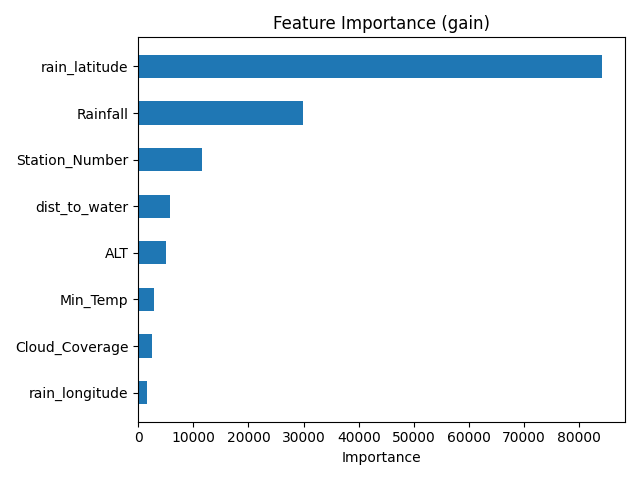 Feature Importance (gain)
rain_latitude
Rainfall
Station_Number
dist_to_water
ALT
Min_Temp
Cloud_Coverage
rain_longitude
0 10000 20000 30000 40000 50000 60000 70000 80000
Importance